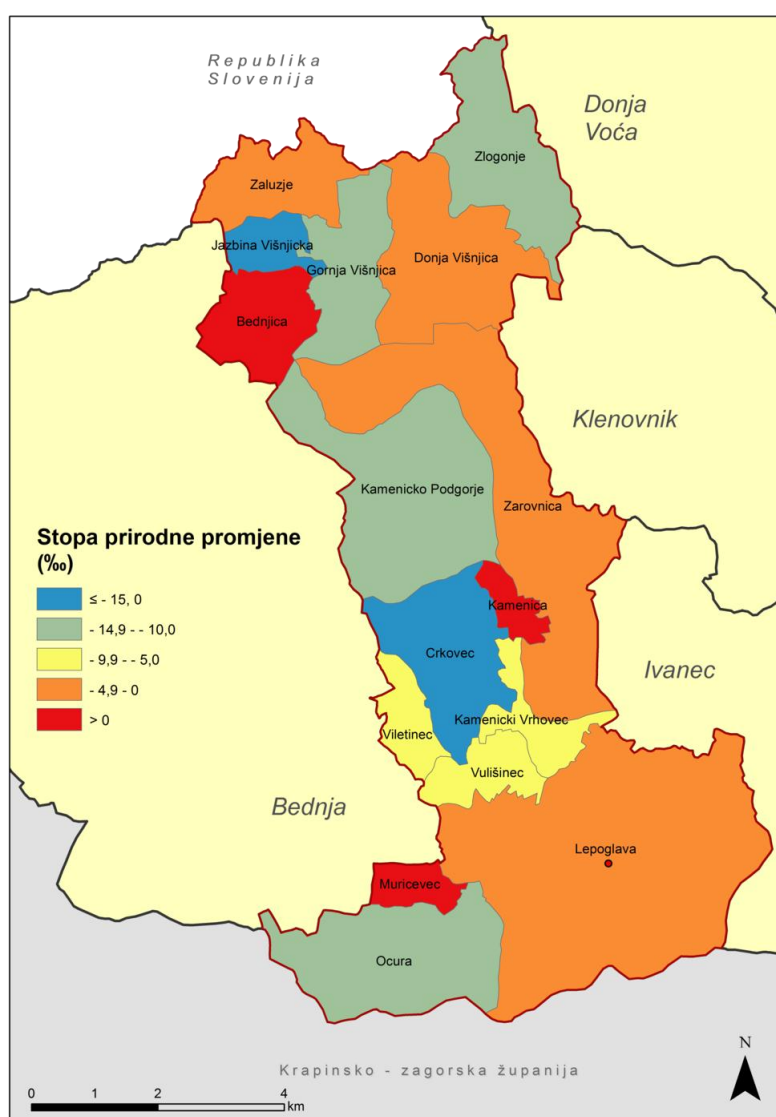 Republika
Slovenija
Donja
Voća
Zlogonje
Zaluzje
Jazbina Višnjicka
Gornja Višnjica
Donja Višnjica
Bednjica
Klenovnik
Kamenicko Podgorje
Zarovnica
Stopa prirodne promjene
(‰)
≤ - 15, 0
- 14,9 - - 10,0
- 9,9 - - 5,0
- 4,9 - 0
> 0
Kamenica
Crkovec
Ivanec
Viletinec
Kamenicki Vrhovec
Vulišinec
Bednja
Lepoglava
Muricevec
Ocura
Krapinsko - zagorska županija
N
0 1 2 4
km